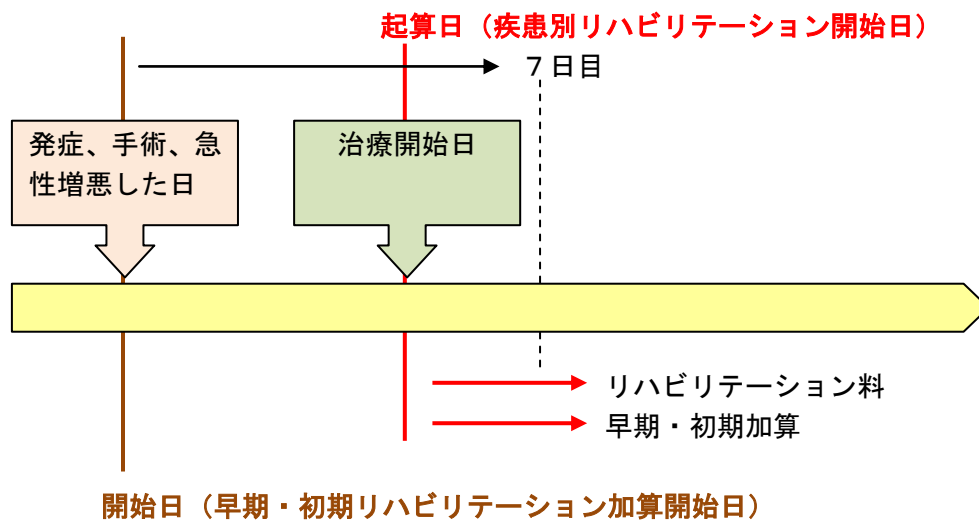 起算日（疾患別リハビリテーション開始日）
７日目
発症、手術、急
性増悪した日
治療開始日
リハビリテーション料
早期・初期加算
開始日（早期・初期リハビリテーション加算開始日）